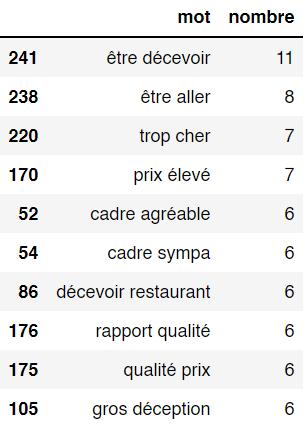 mot nombre
241 être décevoir 11
238 être aller 8
220 trop cher 7
170 prix élevé 7
52 cadre agréable 6
54 cadre sympa 6
86 décevoir restaurant 6
176 rapport qualité 6
175 qualité prix 6
105 gros déception 6